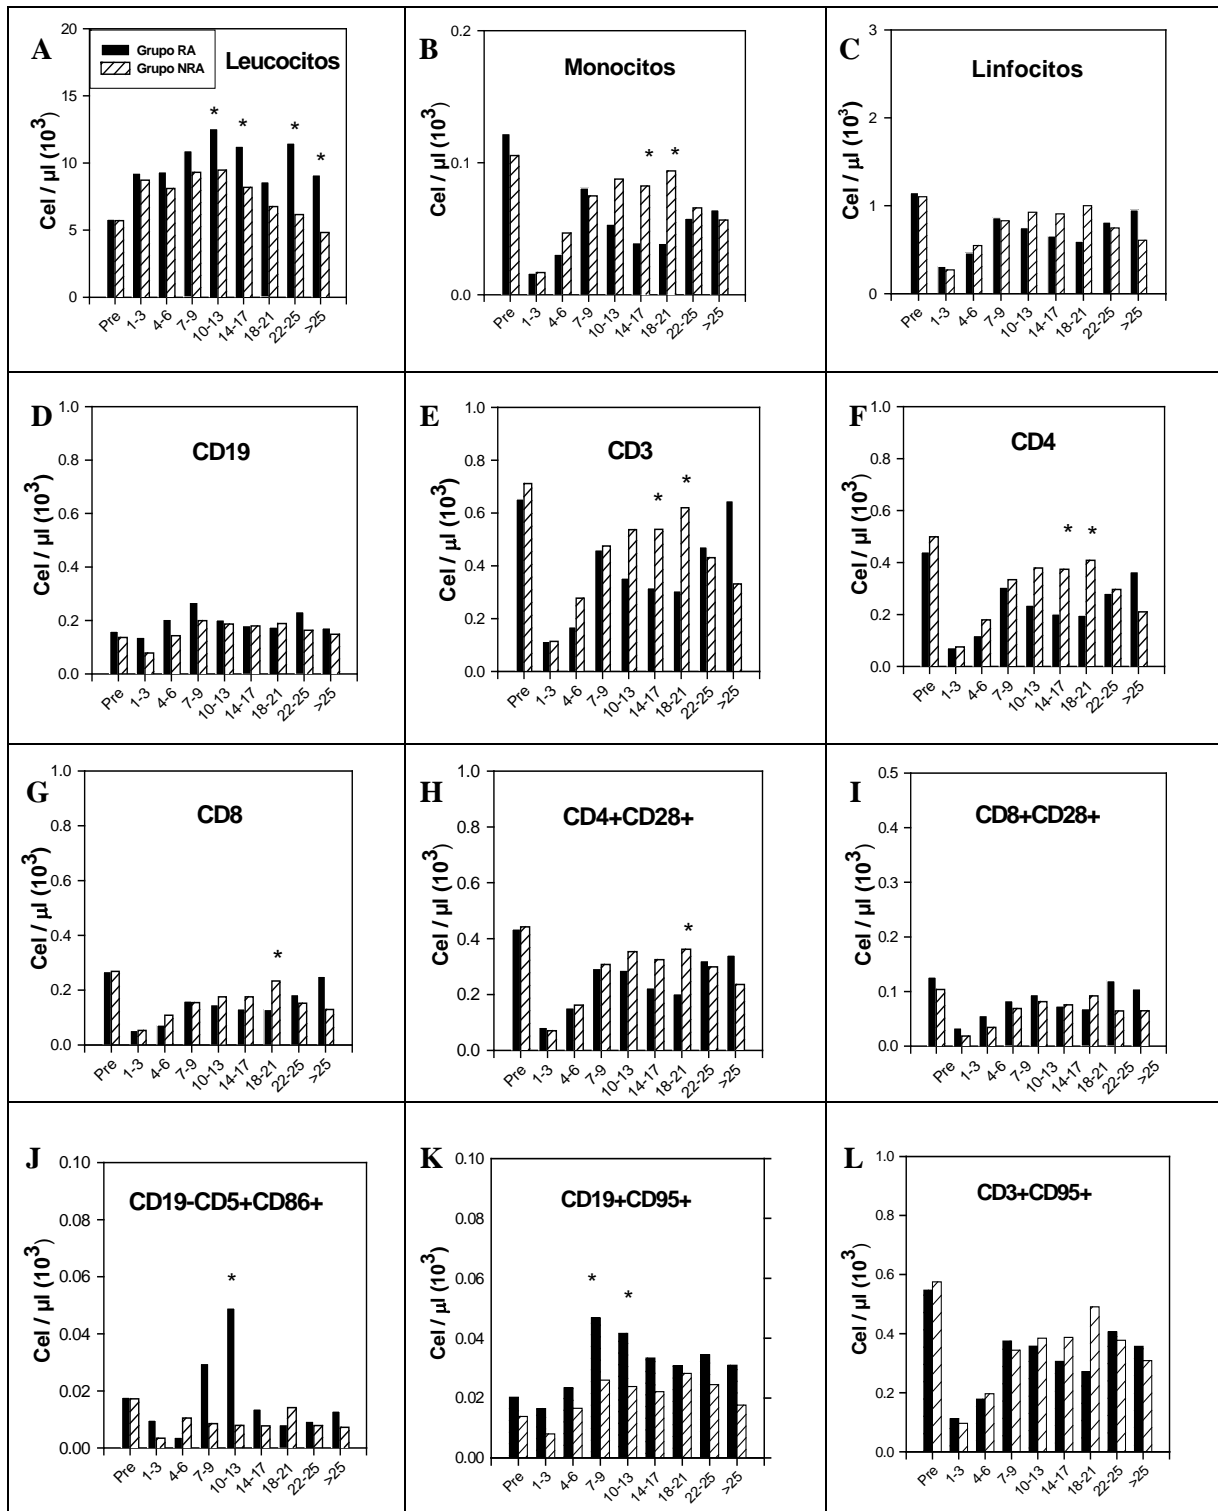 A
Leucocitos
Grupo RA
Grupo NRA
Cel / µl (10³)
20
15
10
5
0
Pre 1-3 4-6 7-9 10-13 14-17 18-21 22-25 >25
* * * *
B
Monocitos
Cel / µl (10³)
0.2
0.1
0.0
Pre 1-3 4-6 7-9 10-13 14-17 18-21 22-25 >25
* *
C
Linfocitos
Cel / µl (10³)
3
2
1
0
Pre 1-3 4-6 7-9 10-13 14-17 18-21 22-25 >25
D
CD19
Cel / µl (10³)
1.0
0.8
0.6
0.4
0.2
0.0
Pre 1-3 4-6 7-9 10-13 14-17 18-21 22-25 >25
E
CD3
Cel / µl (10³)
1.0
0.8
0.6
0.4
0.2
0.0
Pre 1-3 4-6 7-9 10-13 14-17 18-21 22-25 >25
* *
F
CD4
Cel / µl (10³)
1.0
0.8
0.6
0.4
0.2
0.0
Pre 1-3 4-6 7-9 10-13 14-17 18-21 22-25 >25
* *
G
CD8
Cel / µl (10³)
1.0
0.8
0.6
0.4
0.2
0.0
Pre 1-3 4-6 7-9 10-13 14-17 18-21 22-25 >25
*
H
CD4+CD28+
Cel / µl (10³)
1.0
0.8
0.6
0.4
0.2
0.0
Pre 1-3 4-6 7-9 10-13 14-17 18-21 22-25 >25
*
I
CD8+CD28+
Cel / µl (10³)
0.5
0.4
0.3
0.2
0.1
0.0
Pre 1-3 4-6 7-9 10-13 14-17 18-21 22-25 >25
J
CD19-CD5+CD86+
Cel / µl (10³)
0.10
0.08
0.06
0.04
0.02
0.00
Pre 1-3 4-6 7-9 10-13 14-17 18-21 22-25 >25
*
K
CD19+CD95+
Cel / µl (10³)
0.10
0.08
0.06
0.04
0.02
0.00
Pre 1-3 4-6 7-9 10-13 14-17 18-21 22-25 >25
* *
L
CD3+CD95+
Cel / µl (10³)
1.0
0.8
0.6
0.4
0.2
0.0
Pre 1-3 4-6 7-9 10-13 14-17 18-21 22-25 >25